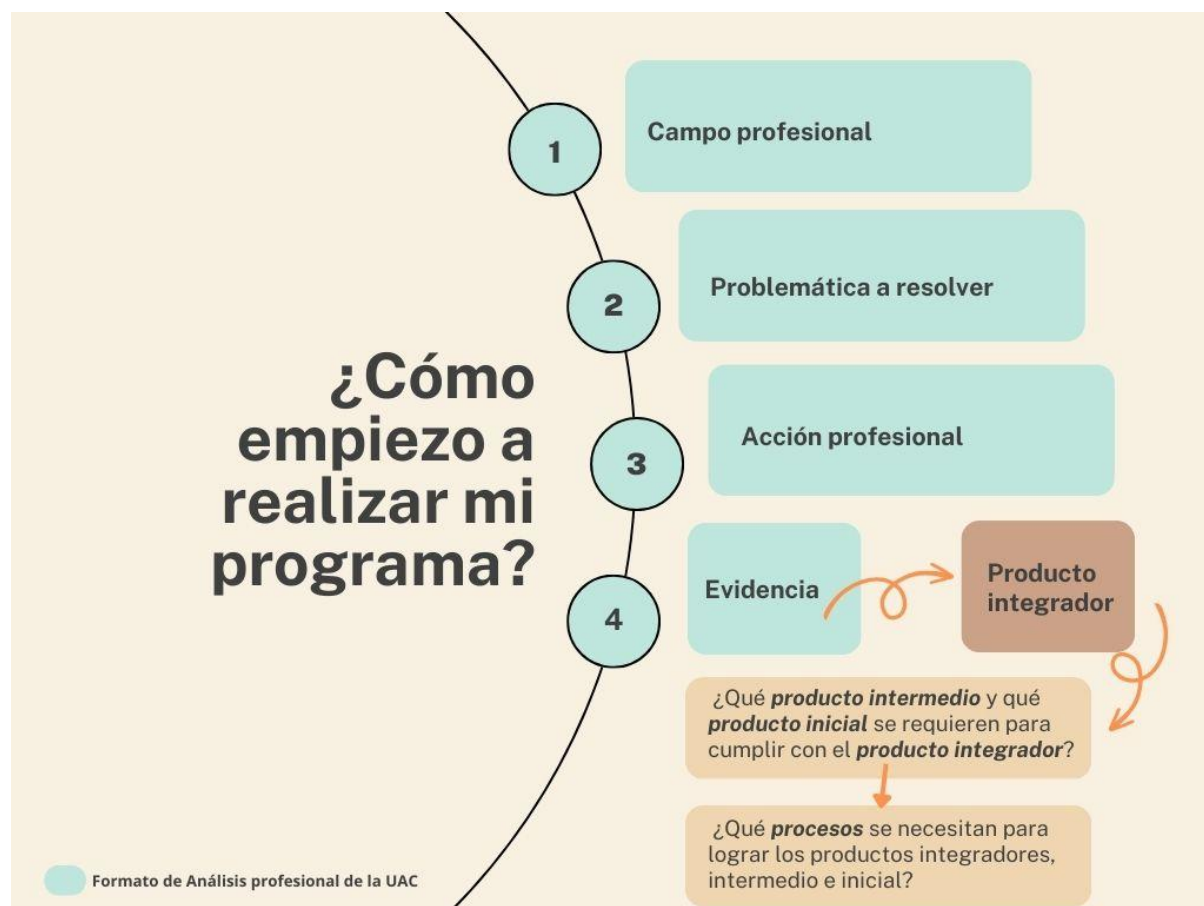 ¿Cómo
empiezo a
realizar mi
programa?
1
Campo profesional
2
Problemática a resolver
3
Acción profesional
4
Evidencia
Producto
integrador
¿Qué producto intermedio y qué
producto inicial se requieren para
cumplir con el producto integrador?
¿Qué procesos se necesitan para
lograr los productos integradores,
intermedio e inicial?
Formato de Análisis profesional de la UAC